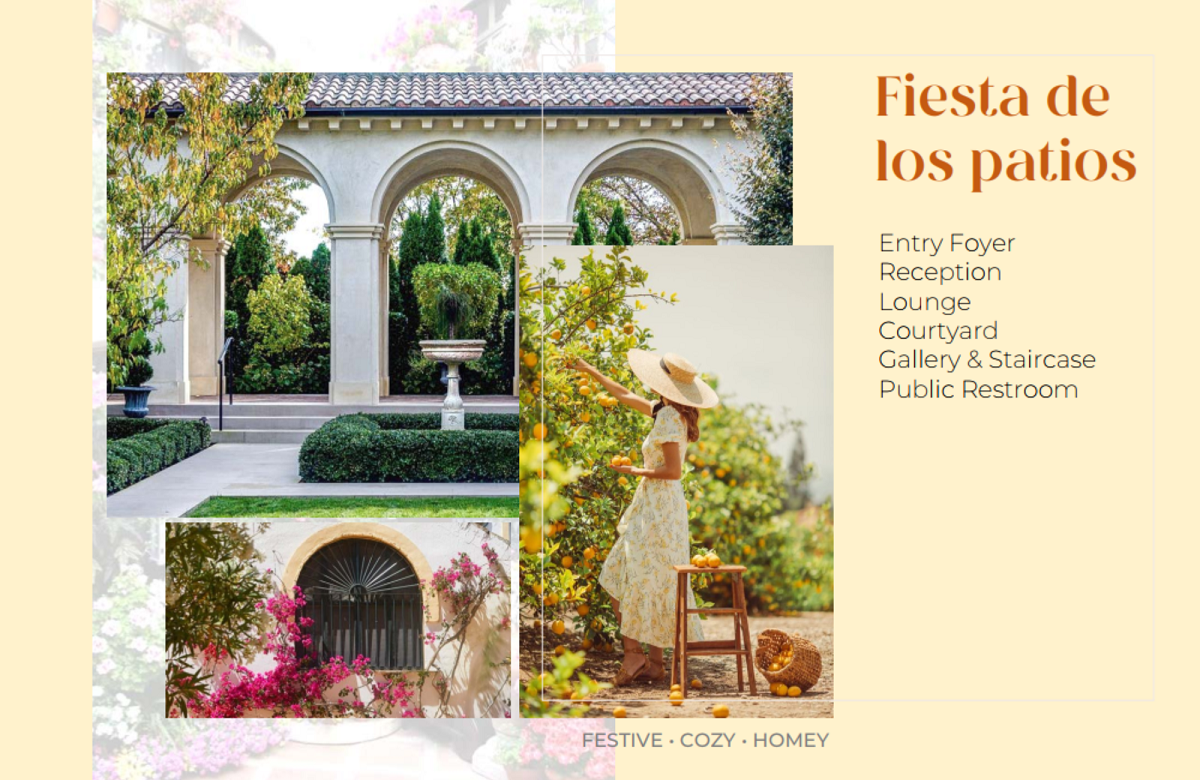 Fiesta de
los patios
Entry Foyer
Reception
Lounge
Courtyard
Gallery & Staircase
Public Restroom
FESTIVE • COZY • HOMEY